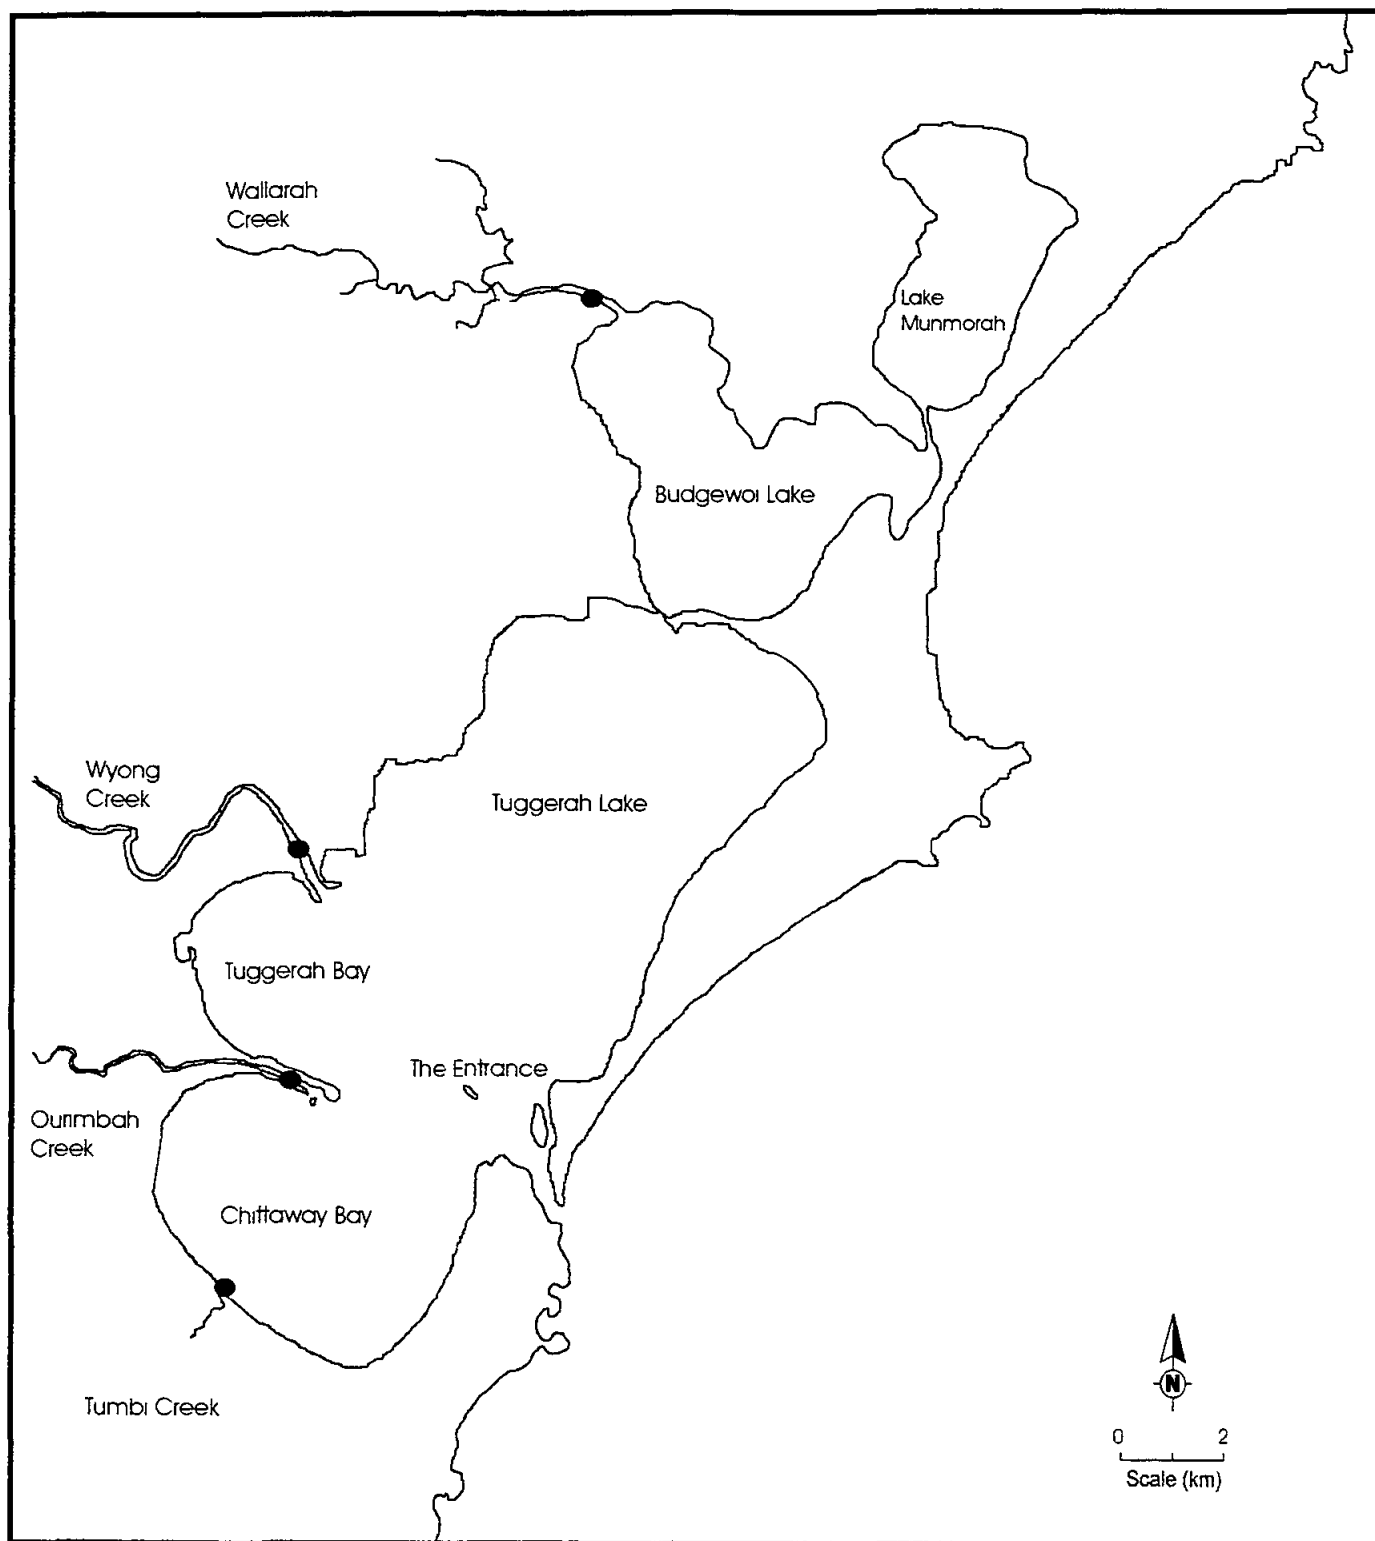 Wallarah
Creek
Lake
Munmorah
Budgewoi Lake
Wyong
Creek
Tuggerah Lake
Tuggerah Bay
The Entrance
Ourimbah
Creek
Chittaway Bay
Tumbi Creek
N
0 2
Scale (km)